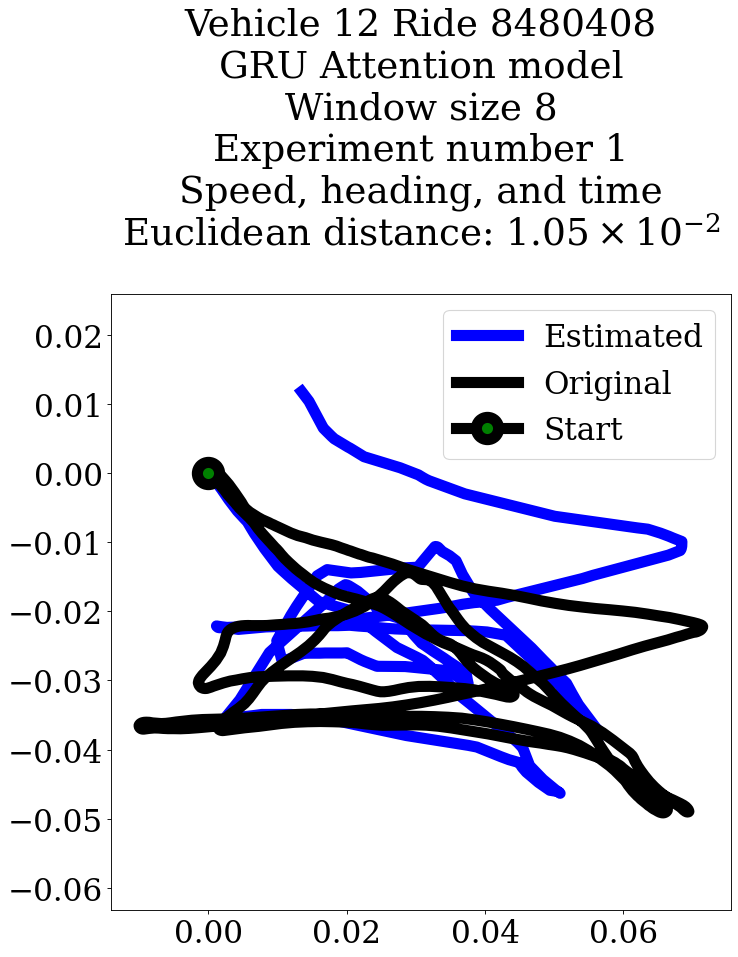 Vehicle 12 Ride 8480408
GRU Attention model
Window size 8
Experiment number 1
Speed, heading, and time
Euclidean distance: 1.05 × 10⁻²
Estimated
Original
Start
0.02
0.01
0.00
−0.01
−0.02
−0.03
−0.04
−0.05
−0.06
0.00 0.02 0.04 0.06